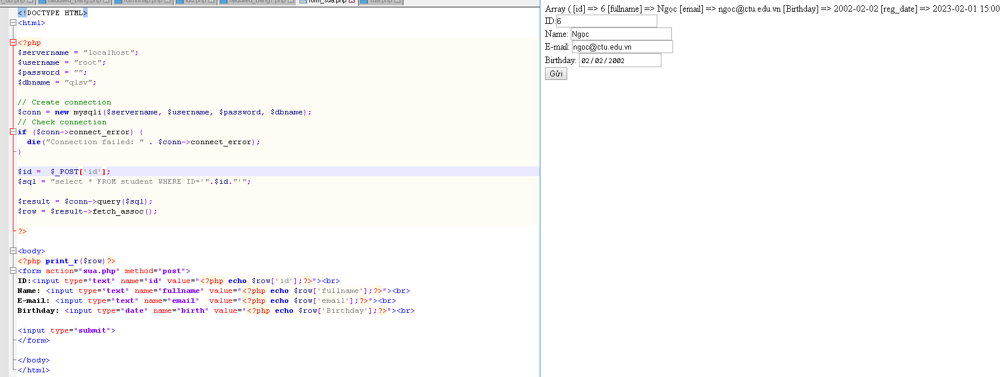 form_sua.php
sua.php
<!DOCTYPE HTML>
<html>
<?php
$servername = "localhost";
$username = "root";
$password = "";
$dbname = "qlsv";
// Create connection
$conn = new mysqli($servername, $username, $password, $dbname);
// Check connection
if ($conn->connect_error) {
die("Connection failed: " . $conn->connect_error);
}
$id =  $_POST['id'];
$sql = "select * FROM student WHERE ID='".$id."'";
$result = $conn->query($sql);
$row = $result->fetch_assoc();
?>
<body>
<?php print_r($row)?>
<form action="sua.php" method="post">
ID:<input type="text" name="id" value="<?php echo $row['id'];?>"><br>
Name: <input type="text" name="fullname" value="<?php echo $row['fullname'];?>"><br>
E-mail: <input type="text" name="email"  value="<?php echo $row['email'];?>"><br>
Birthday: <input type="date" name="birth" value="<?php echo $row['Birthday'];?>"><br>
<input type="submit">
</form>
</body>
</html>
Array ( [id] => 6 [fullname] => Ngọc [email] => ngoc@ctu.edu.vn [Birthday] => 2002-02-02 [reg_date] => 2023-02-01 15:00
ID:6
Name: Ngọc
E-mail: ngoc@ctu.edu.vn
Birthday: 02/02/2002
Gửi